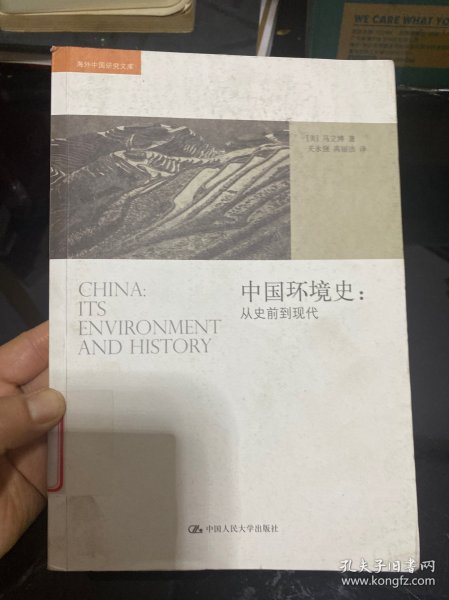 WE CARE WHAT YOU
海外中国研究文库
[美] 马立博 著
关永强 高丽洁 译
CHINA:
ITS
ENVIRONMENT
AND HISTORY
中国环境史：
从史前到现代
中国人民大学出版社
孔夫子旧书网
www.kongfz.com